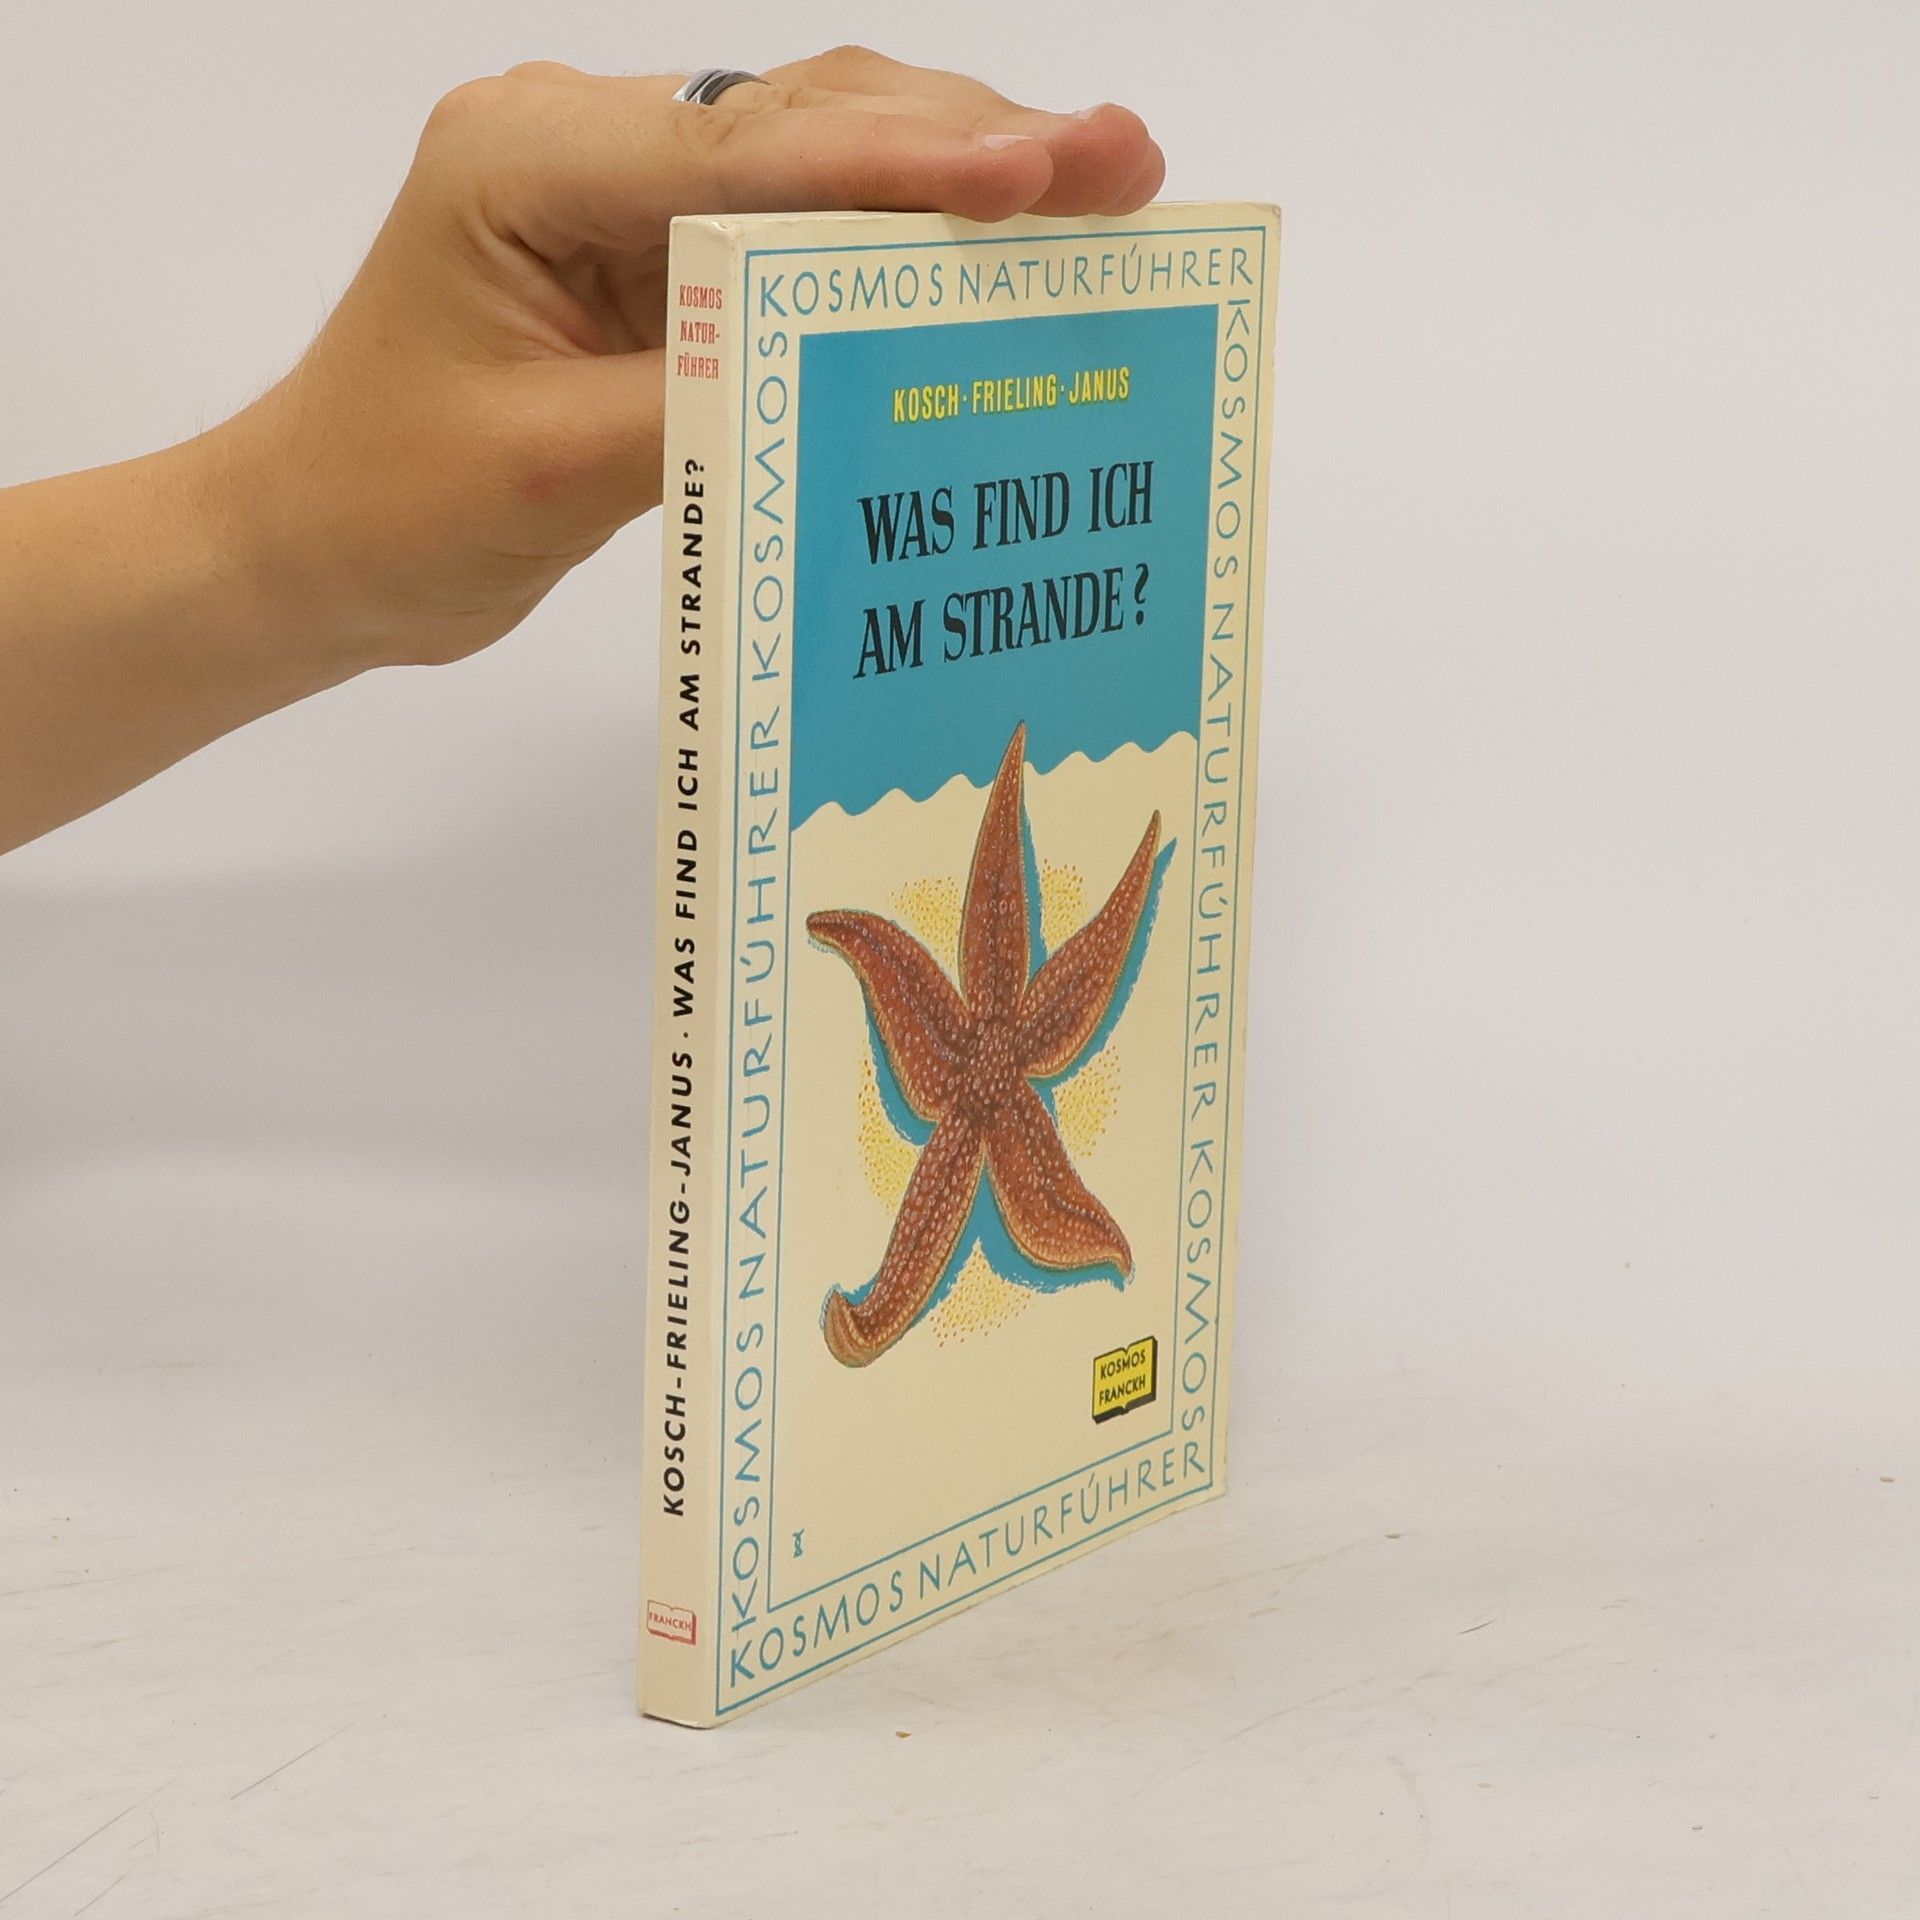 KOSMOS
NATUR-
FÜHRER
KOSCH-FRIELING-JANUS · WAS FIND ICH AM STRANDE?
FRANCKH
KOSMOS NATURFÜHRER
KOSMOS NATURFÜHRER KOSMOS
KOSMOS NATURFÜHRER KOSMOS
KOSCH · FRIELING · JANUS
WAS FIND ICH
AM STRANDE?
KOSMOS
FRANCKH
KOSMOS NATURFÜHRER